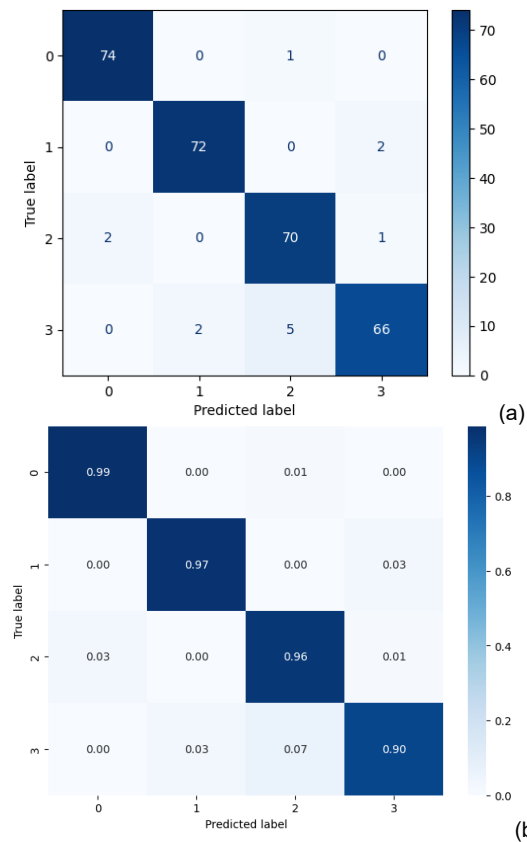 0 74 0 1 0 70
60
1 0 72 0 2 50
True label 40
2 2 0 70 1 30
20
3 0 2 5 66 10
0
0 1 2 3
Predicted label
(a)
0 0.99 0.00 0.01 0.00
0.8
1 0.00 0.97 0.00 0.03
0.6
True label
0.4
2 0.03 0.00 0.96 0.01
0.2
3 0.00 0.03 0.07 0.90
0.0
0 1 2 3
Predicted label
(b